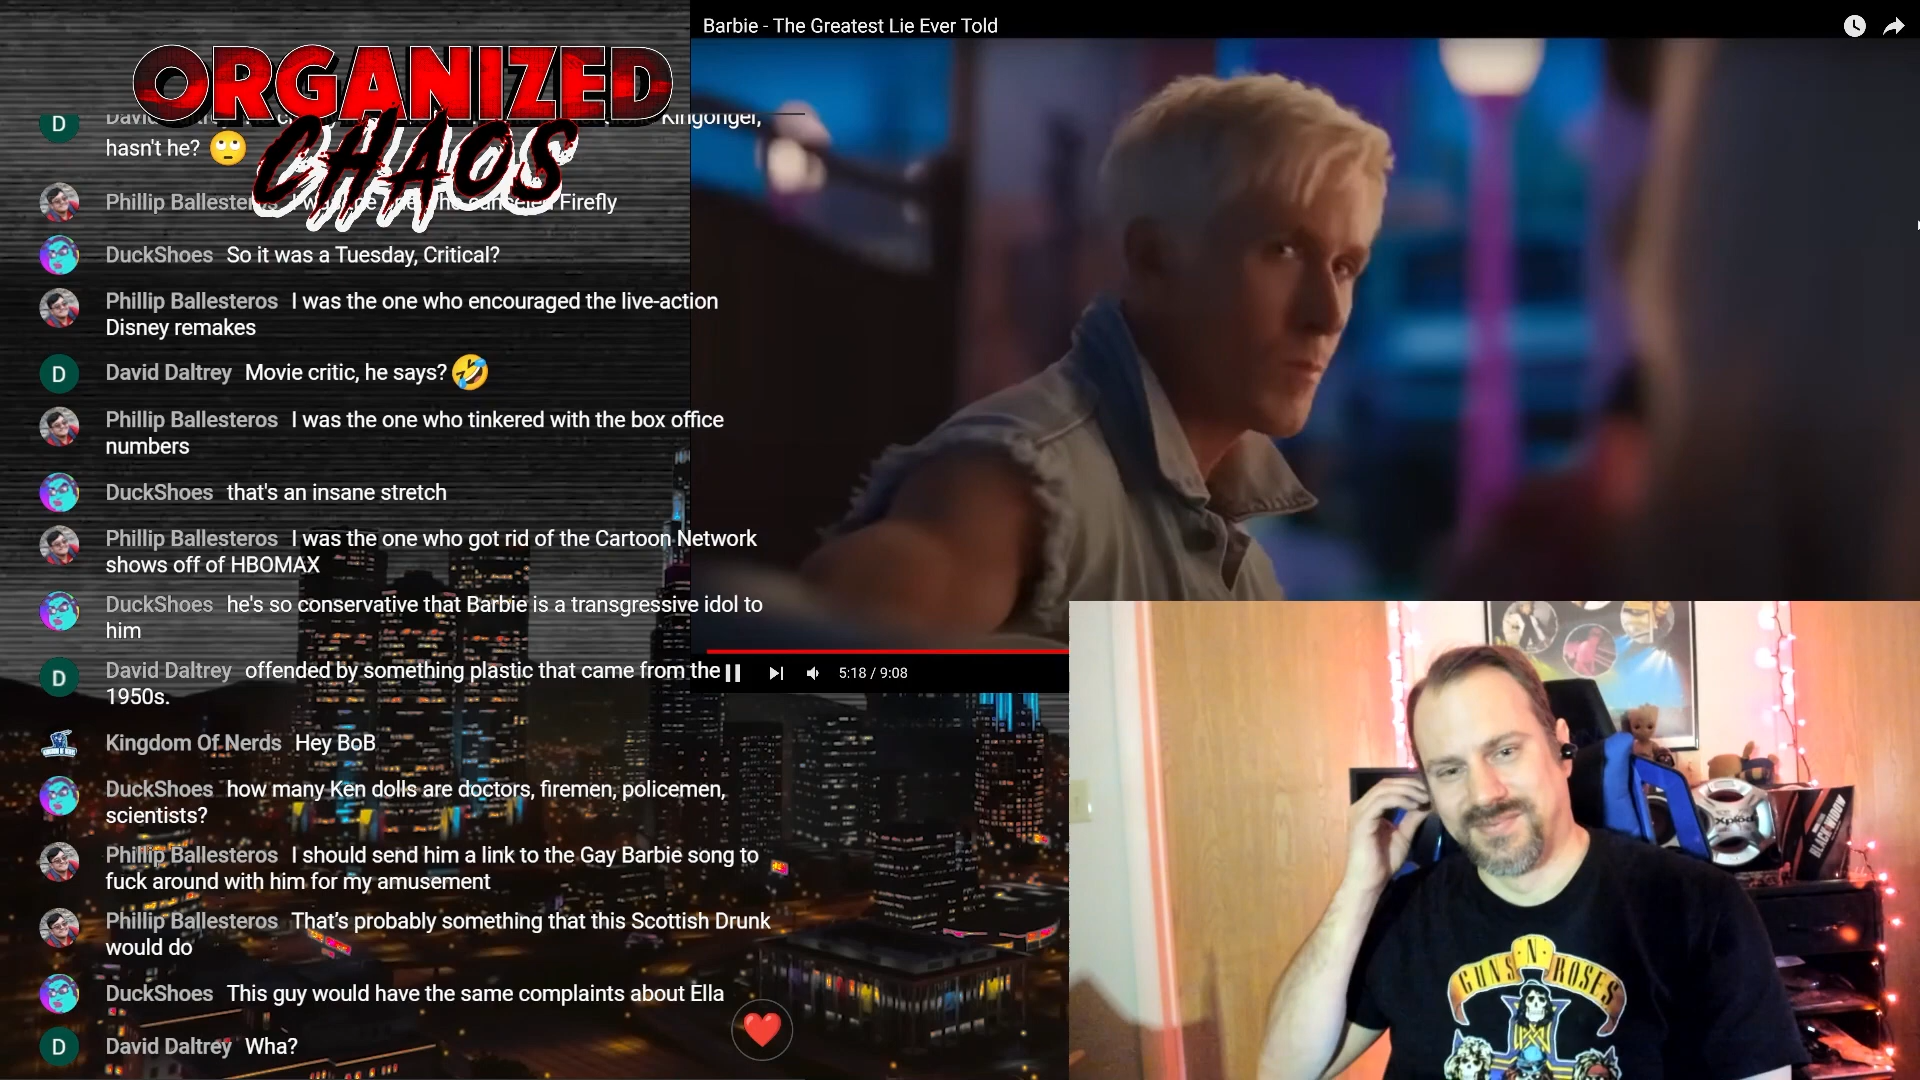 Barbie - The Greatest Lie Ever Told
ORGANIZED
CHAOS
D
hasn't he? 🙄
Phillip Ballesteros Firefly
DuckShoes So it was a Tuesday, Critical?
Phillip Ballesteros I was the one who encouraged the live-action
Disney remakes
D David Daltrey Movie critic, he says? 🤣
Phillip Ballesteros I was the one who tinkered with the box office
numbers
DuckShoes that's an insane stretch
Phillip Ballesteros I was the one who got rid of the Cartoon Network
shows off of HBOMAX
DuckShoes he's so conservative that Barbie is a transgressive idol to
him
D David Daltrey offended by something plastic that came from the
1950s.
Kingdom Of Nerds Hey BoB
DuckShoes how many Ken dolls are doctors, firemen, policemen,
scientists?
Phillip Ballesteros I should send him a link to the Gay Barbie song to
fuck around with him for my amusement
Phillip Ballesteros That's probably something that this Scottish Drunk
would do
DuckShoes This guy would have the same complaints about Ella
D David Daltrey Wha?
5:18 / 9:08
Xplod
BLACK WIDOW
GUNS N' ROSES